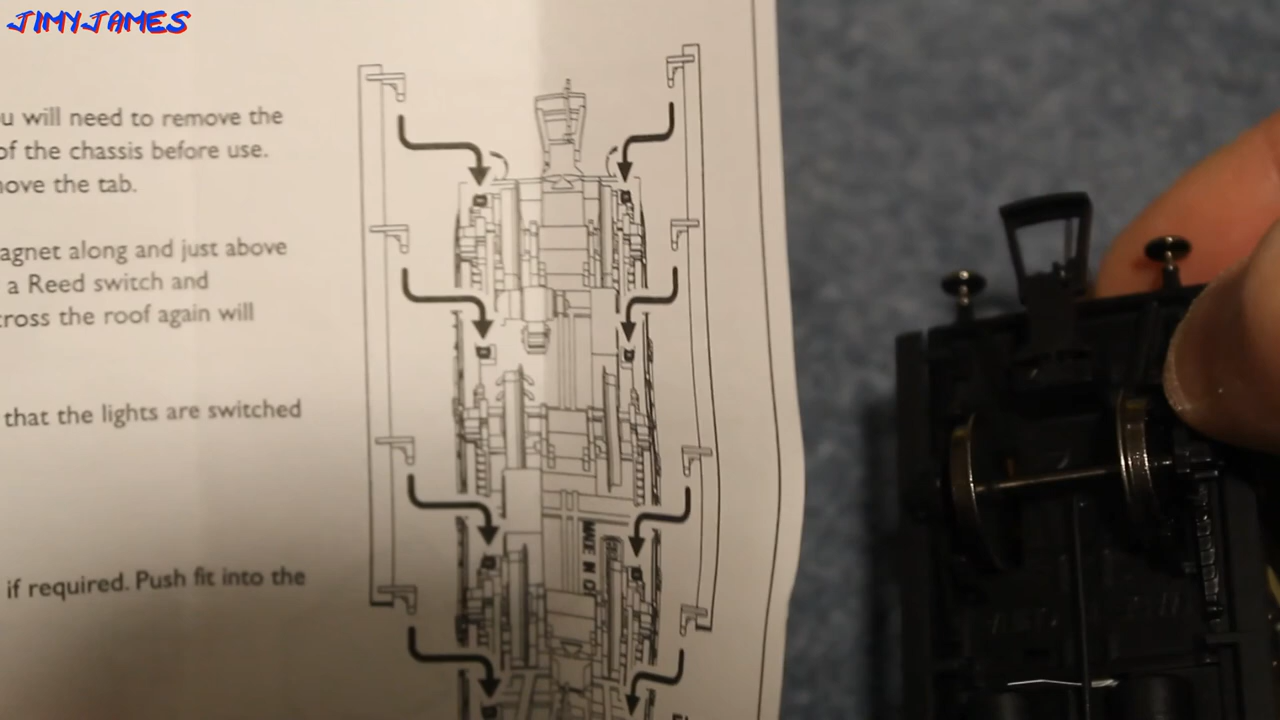 JIMYJAMES
u will need to remove the
of the chassis before use.
ove the tab.
agnet along and just above
a Reed switch and
ross the roof again will
that the lights are switched
if required. Push fit into the